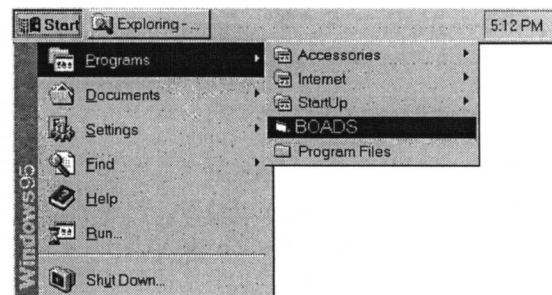 Start Exploring - ... 5:12 PM
Programs
Documents
Settings
Find
Help
Run...
Shut Down...
Windows95
Accessories
Internet
StartUp
BOADS
Program Files